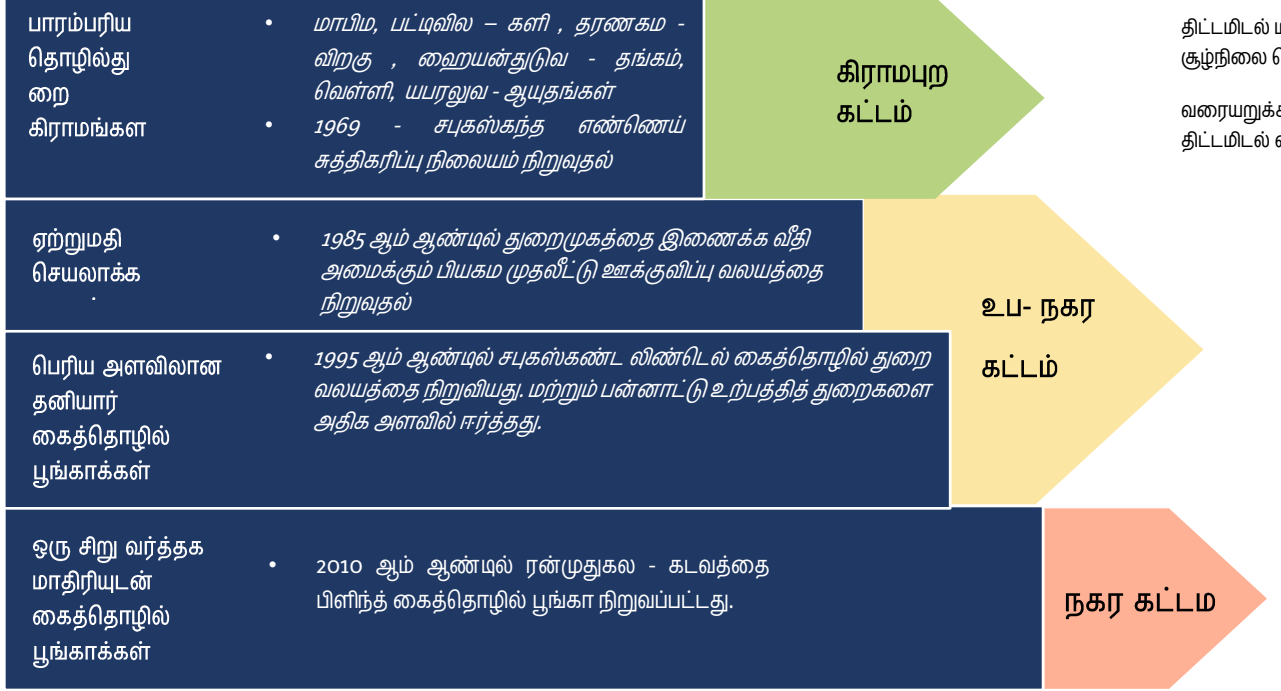 பாரம்பரிய
தொழில்து
றை
கிராமங்கள
• மாபிம, பட்டிவில – களி , தரணகம -
விறகு , ஹையன்துடுவ - தங்கம்,
வெள்ளி, யபரலுவ - ஆயுதங்கள்
• 1969 - சபுகஸ்கந்த எண்ணெய்
சுத்திகரிப்பு நிலையம் நிறுவுதல்
கிராமபுற
கட்டம்
திட்டமிடல்
சூழ்நிலை
திட்டமிடல்
ஏற்றுமதி
செயலாக்க
• 1985 ஆம் ஆண்டில் துறைமுகத்தை இணைக்க வீதி
அமைக்கும் பியகம முதலீட்டு ஊக்குவிப்பு வலயத்தை
நிறுவுதல்
உப- நகர
கட்டம்
பெரிய அளவிலான
தனியார்
கைத்தொழில்
பூங்காக்கள்
• 1995 ஆம் ஆண்டில் சபுகஸ்கண்ட லிண்டெல் கைத்தொழில் துறை
வலயத்தை நிறுவியது. மற்றும் பன்னாட்டு உற்பத்தித் துறைகளை
அதிக அளவில் ஈர்த்தது.
ஒரு சிறு வர்த்தக
மாதிரியுடன்
கைத்தொழில்
பூங்காக்கள்
• 2010 ஆம் ஆண்டில் ரன்முதுகல - கடவத்தை
பிளிந்த் கைத்தொழில் பூங்கா நிறுவப்பட்டது.
நகர கட்டம